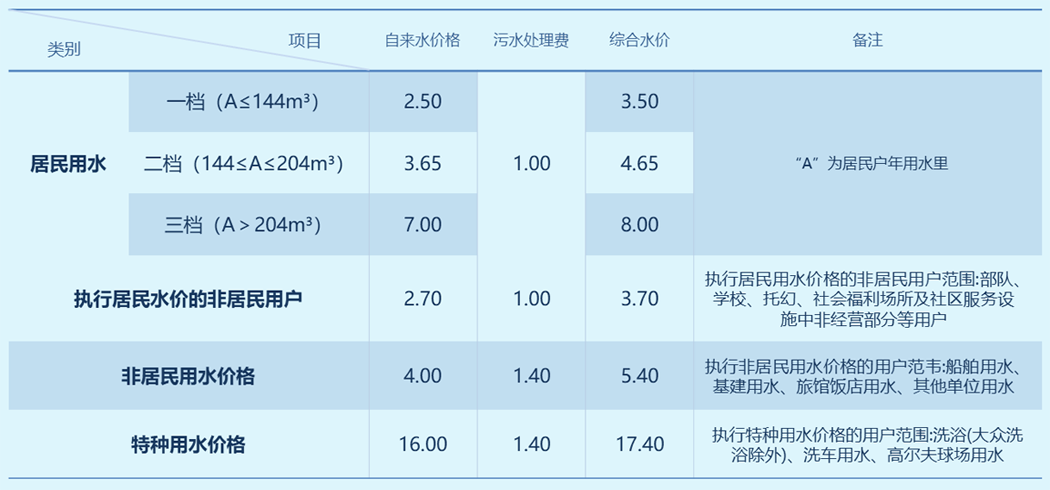 类别
项目
自来水价格
污水处理费
综合水价
备注
居民用水
一档（A≤144m³）
2.50
1.00
3.50
“A”为居民户年用水里
二档（144≤A≤204m³）
3.65
4.65
三档（A＞204m³）
7.00
8.00
执行居民水价的非居民用户
2.70
1.00
3.70
执行居民用水价格的非居民用户范围:部队、
学校、托幻、社会福利场所及社区服务设
施中非经营部分等用户
非居民用水价格
4.00
1.40
5.40
执行非居民用水价格的用户范韦:船舶用水、
基建用水、旅馆饭店用水、其他单位用水
特种用水价格
16.00
1.40
17.40
执行特种用水价格的用户范围:洗浴(大众洗
浴除外)、洗车用水、高尔夫球场用水